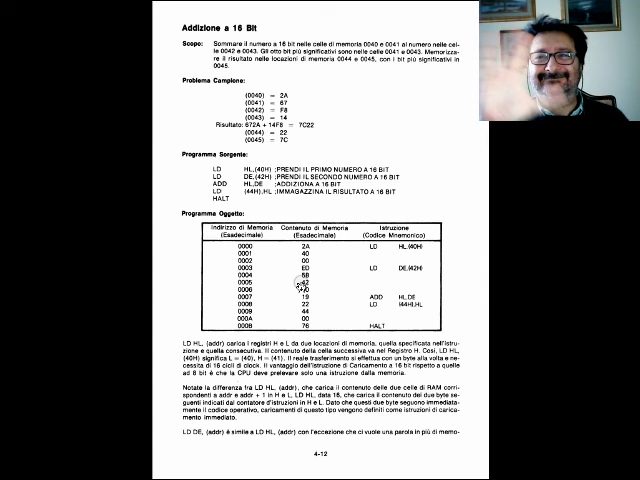 Addizione a 16 Bit
Scopo: Sommare il numero a 16 bit nelle celle di memoria 0040 e 0041 al numero nelle cel-
le 0042 e 0043. Gli otto bit più significativi sono nelle celle 0041 e 0043. Memorizza-
re il risultato nelle locazioni di memoria 0044 e 0045, con i bit più significativi in
0045.
Problema Campione:
(0040) = 2A
(0041) = 67
(0042) = F8
(0043) = 14
Risultato: 672A + 14F8 = 7C22
(0044) = 22
(0045) = 7C
Programma Sorgente:
LD HL,(40H) ;PRENDI IL PRIMO NUMERO A 16 BIT
LD DE,(42H) ;PRENDI IL SECONDO NUMERO A 16 BIT
ADD HL,DE ;ADDIZIONA A 16 BIT
LD (44H),HL ;IMMAGAZZINA IL RISULTATO A 16 BIT
HALT
Programma Oggetto:
Indirizzo di Memoria Contenuto di Memoria Istruzione
(Esadecimale) (Esadecimale) (Codice Mnemonico)
0000 2A LD HL,(40H)
0001 40
0002 00
0003 ED LD DE,(42H)
0004 5B
0005 42
0006
0007 19 ADD HL,DE
0008 22 LD (44H),HL
0009 44
000A 00
000B 76 HALT
LD HL, (addr) carica i registri H e L da due locazioni di memoria, quella specificata nell'istru-
zione e quella consecutiva. Il contenuto della cella successiva va nel Registro H. Così, LD HL,
(40H) significa L = (40), H = (41). Il reale trasferimento si effettua con un byte alla volta e ne-
cessita di 16 cicli di clock. Il vantaggio dell'istruzione di Caricamento a 16 bit rispetto a quelle
ad 8 bit è che la CPU deve prelevare solo una istruzione dalla memoria.
Notate la differenza fra LD HL, (addr), che carica il contenuto delle due celle di RAM corri-
spondenti a addr e addr + 1 in H e L, LD HL, data 16, che carica il contenuto dei due byte se-
guenti indicati dal contatore d'istruzioni in H e L. Dato che questi due byte seguono immediata-
mente il codice operativo, caricamenti di questo tipo vengono definiti come istruzioni di carica-
mento immediato.
LD DE, (addr) è simile a LD HL, (addr) con l'eccezione che ci vuole una parola in più di memo-
4-12